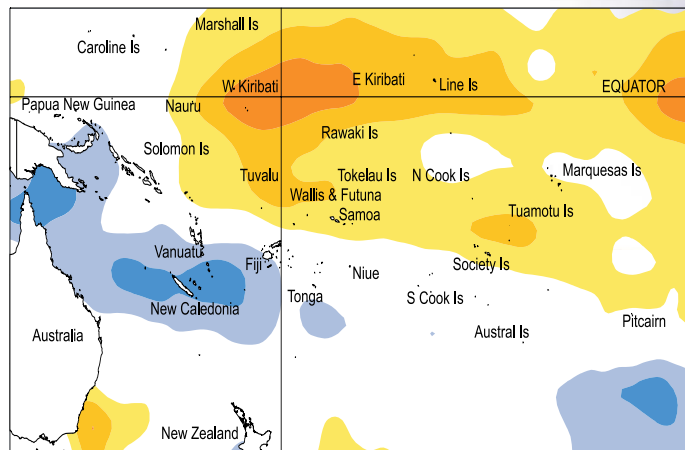 Marshall Is
Caroline Is
E Kiribati
W Kiribati
Line Is
EQUATOR
Papua New Guinea
Nauru
Rawaki Is
Solomon Is
Tuvalu
Tokelau Is
N Cook Is
Marquesas Is
Wallis & Futuna
Samoa
Tuamotu Is
Vanuatu
Fiji
Niue
Society Is
Tonga
S Cook Is
New Caledonia
Pitcairn
Australia
Austral Is
New Zealand